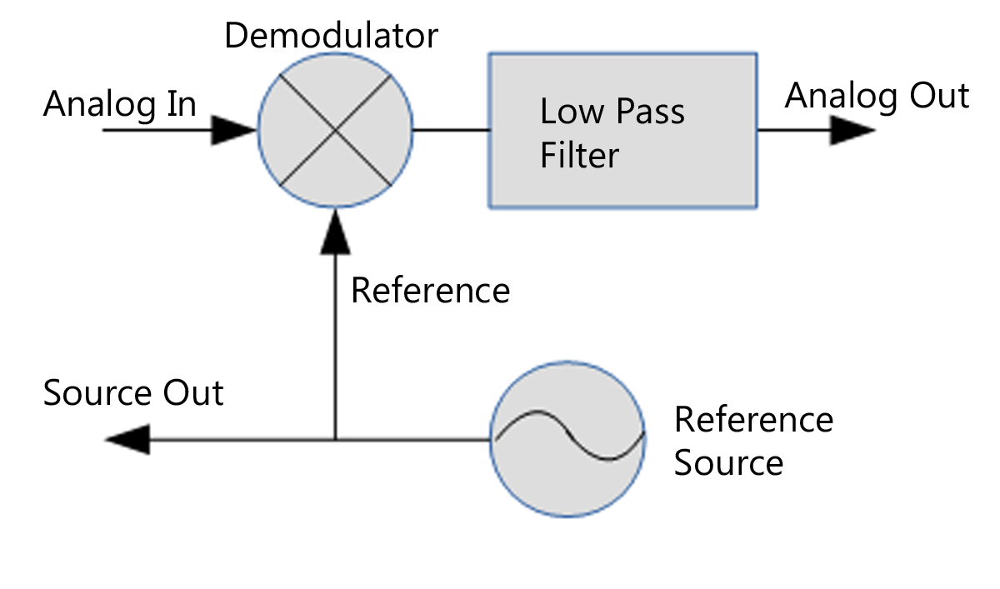 Demodulator
Analog In
Analog Out
Low Pass
Filter
Reference
Source Out
Reference
Source